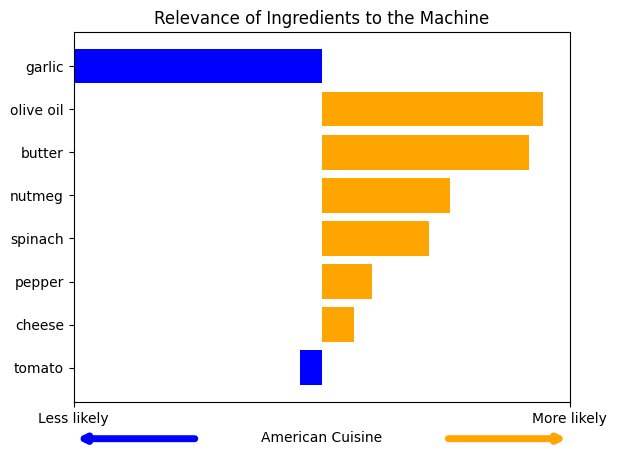 Relevance of Ingredients to the Machine
garlic
olive oil
butter
nutmeg
spinach
pepper
cheese
tomato
Less likely
More likely
American Cuisine